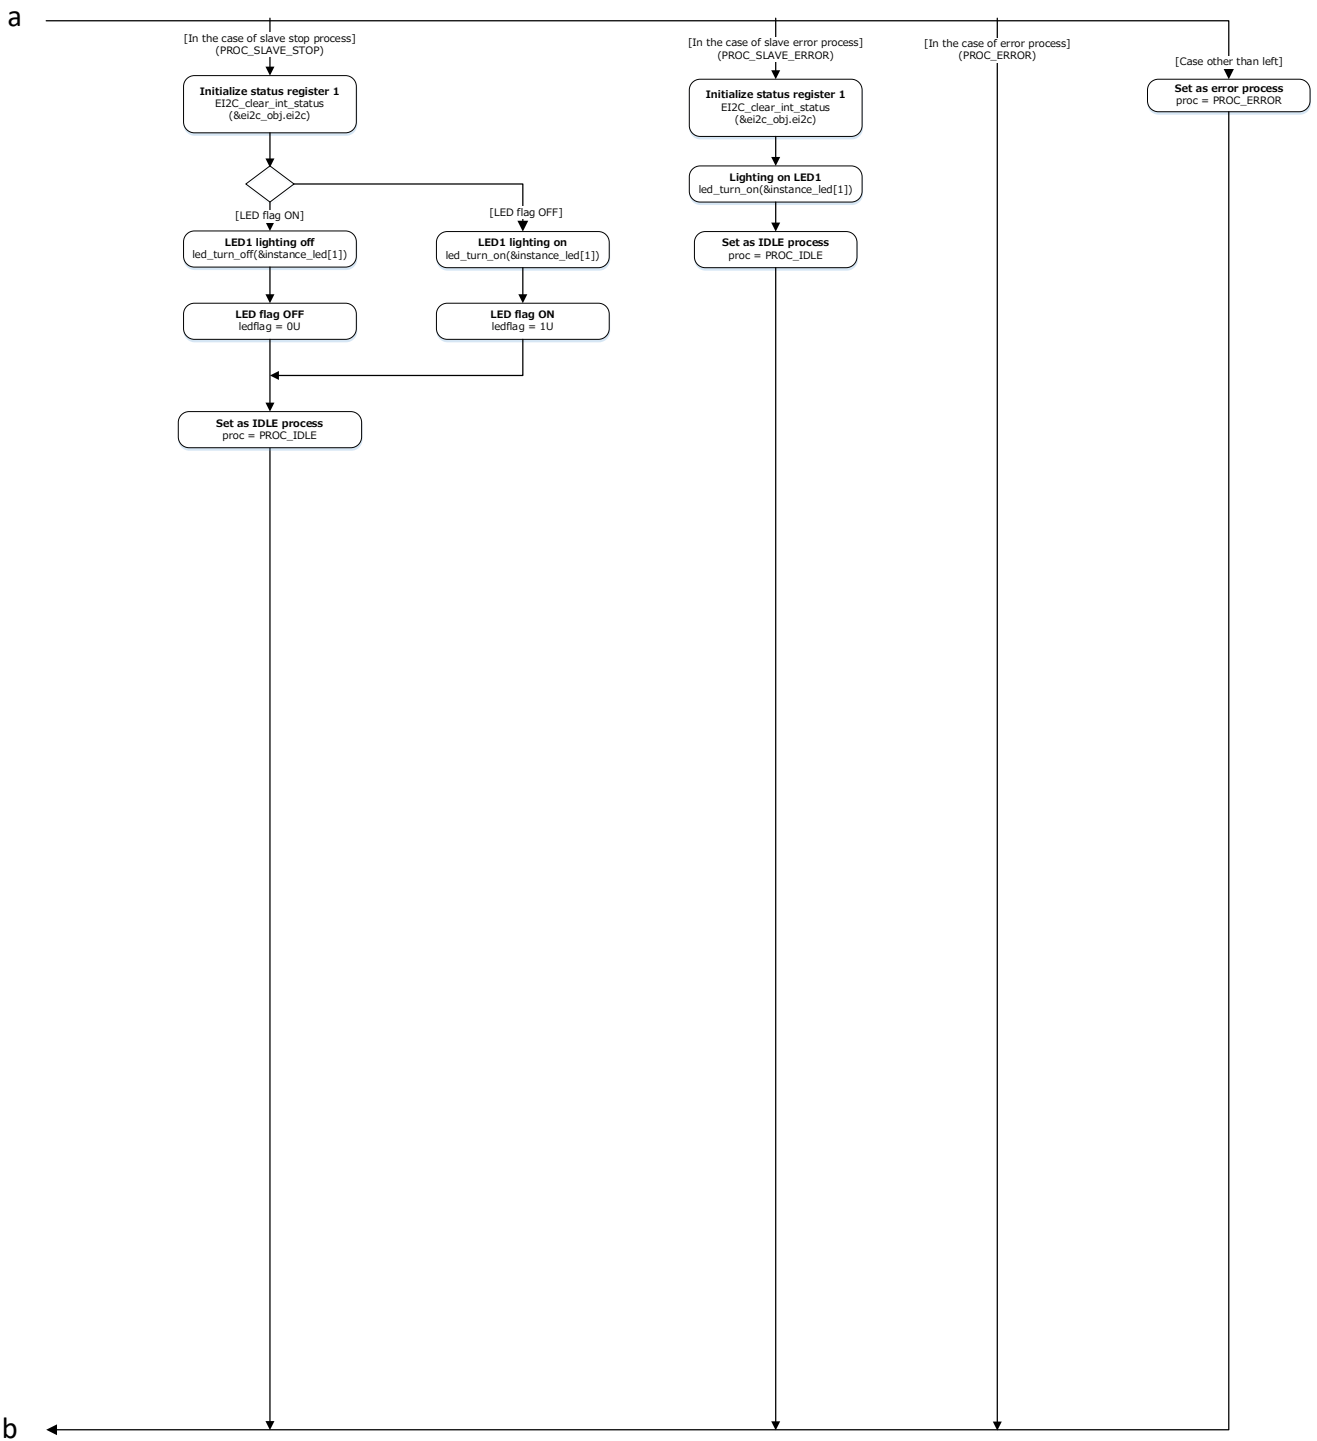 a
[In the case of slave stop process]
(PROC_SLAVE_STOP)
Initialize status register 1
EI2C_clear_int_status
(&ei2c_obj.ei2c)
[LED flag ON]
LED1 lighting off
led_turn_off(&instance_led[1])
LED flag OFF
ledflag = 0U
[LED flag OFF]
LED1 lighting on
led_turn_on(&instance_led[1])
LED flag ON
ledflag = 1U
Set as IDLE process
proc = PROC_IDLE
[In the case of slave error process]
(PROC_SLAVE_ERROR)
Initialize status register 1
EI2C_clear_int_status
(&ei2c_obj.ei2c)
Lighting on LED1
led_turn_on(&instance_led[1])
Set as IDLE process
proc = PROC_IDLE
[In the case of error process]
(PROC_ERROR)
[Case other than left]
Set as error process
proc = PROC_ERROR
b